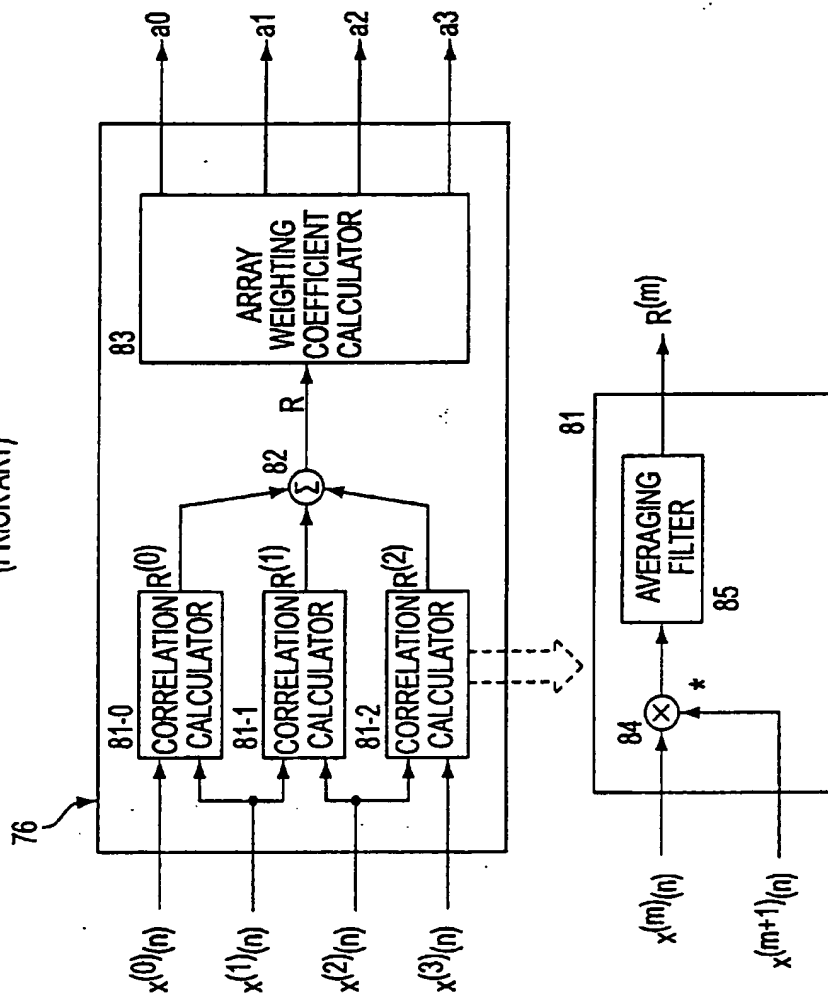 (PRIOR ART)
76
x(0)(n)
x(1)(n)
x(2)(n)
x(3)(n)
81-0
CORRELATION
CALCULATOR
R(0)
81-1
CORRELATION
CALCULATOR
R(1)
81-2
CORRELATION
CALCULATOR
R(2)
82
Σ
R
83
ARRAY
WEIGHTING
COEFFICIENT
CALCULATOR
a0
a1
a2
a3
x(m)(n)
x(m+1)(n)
84
×
*
AVERAGING
FILTER
85
81
R(m)